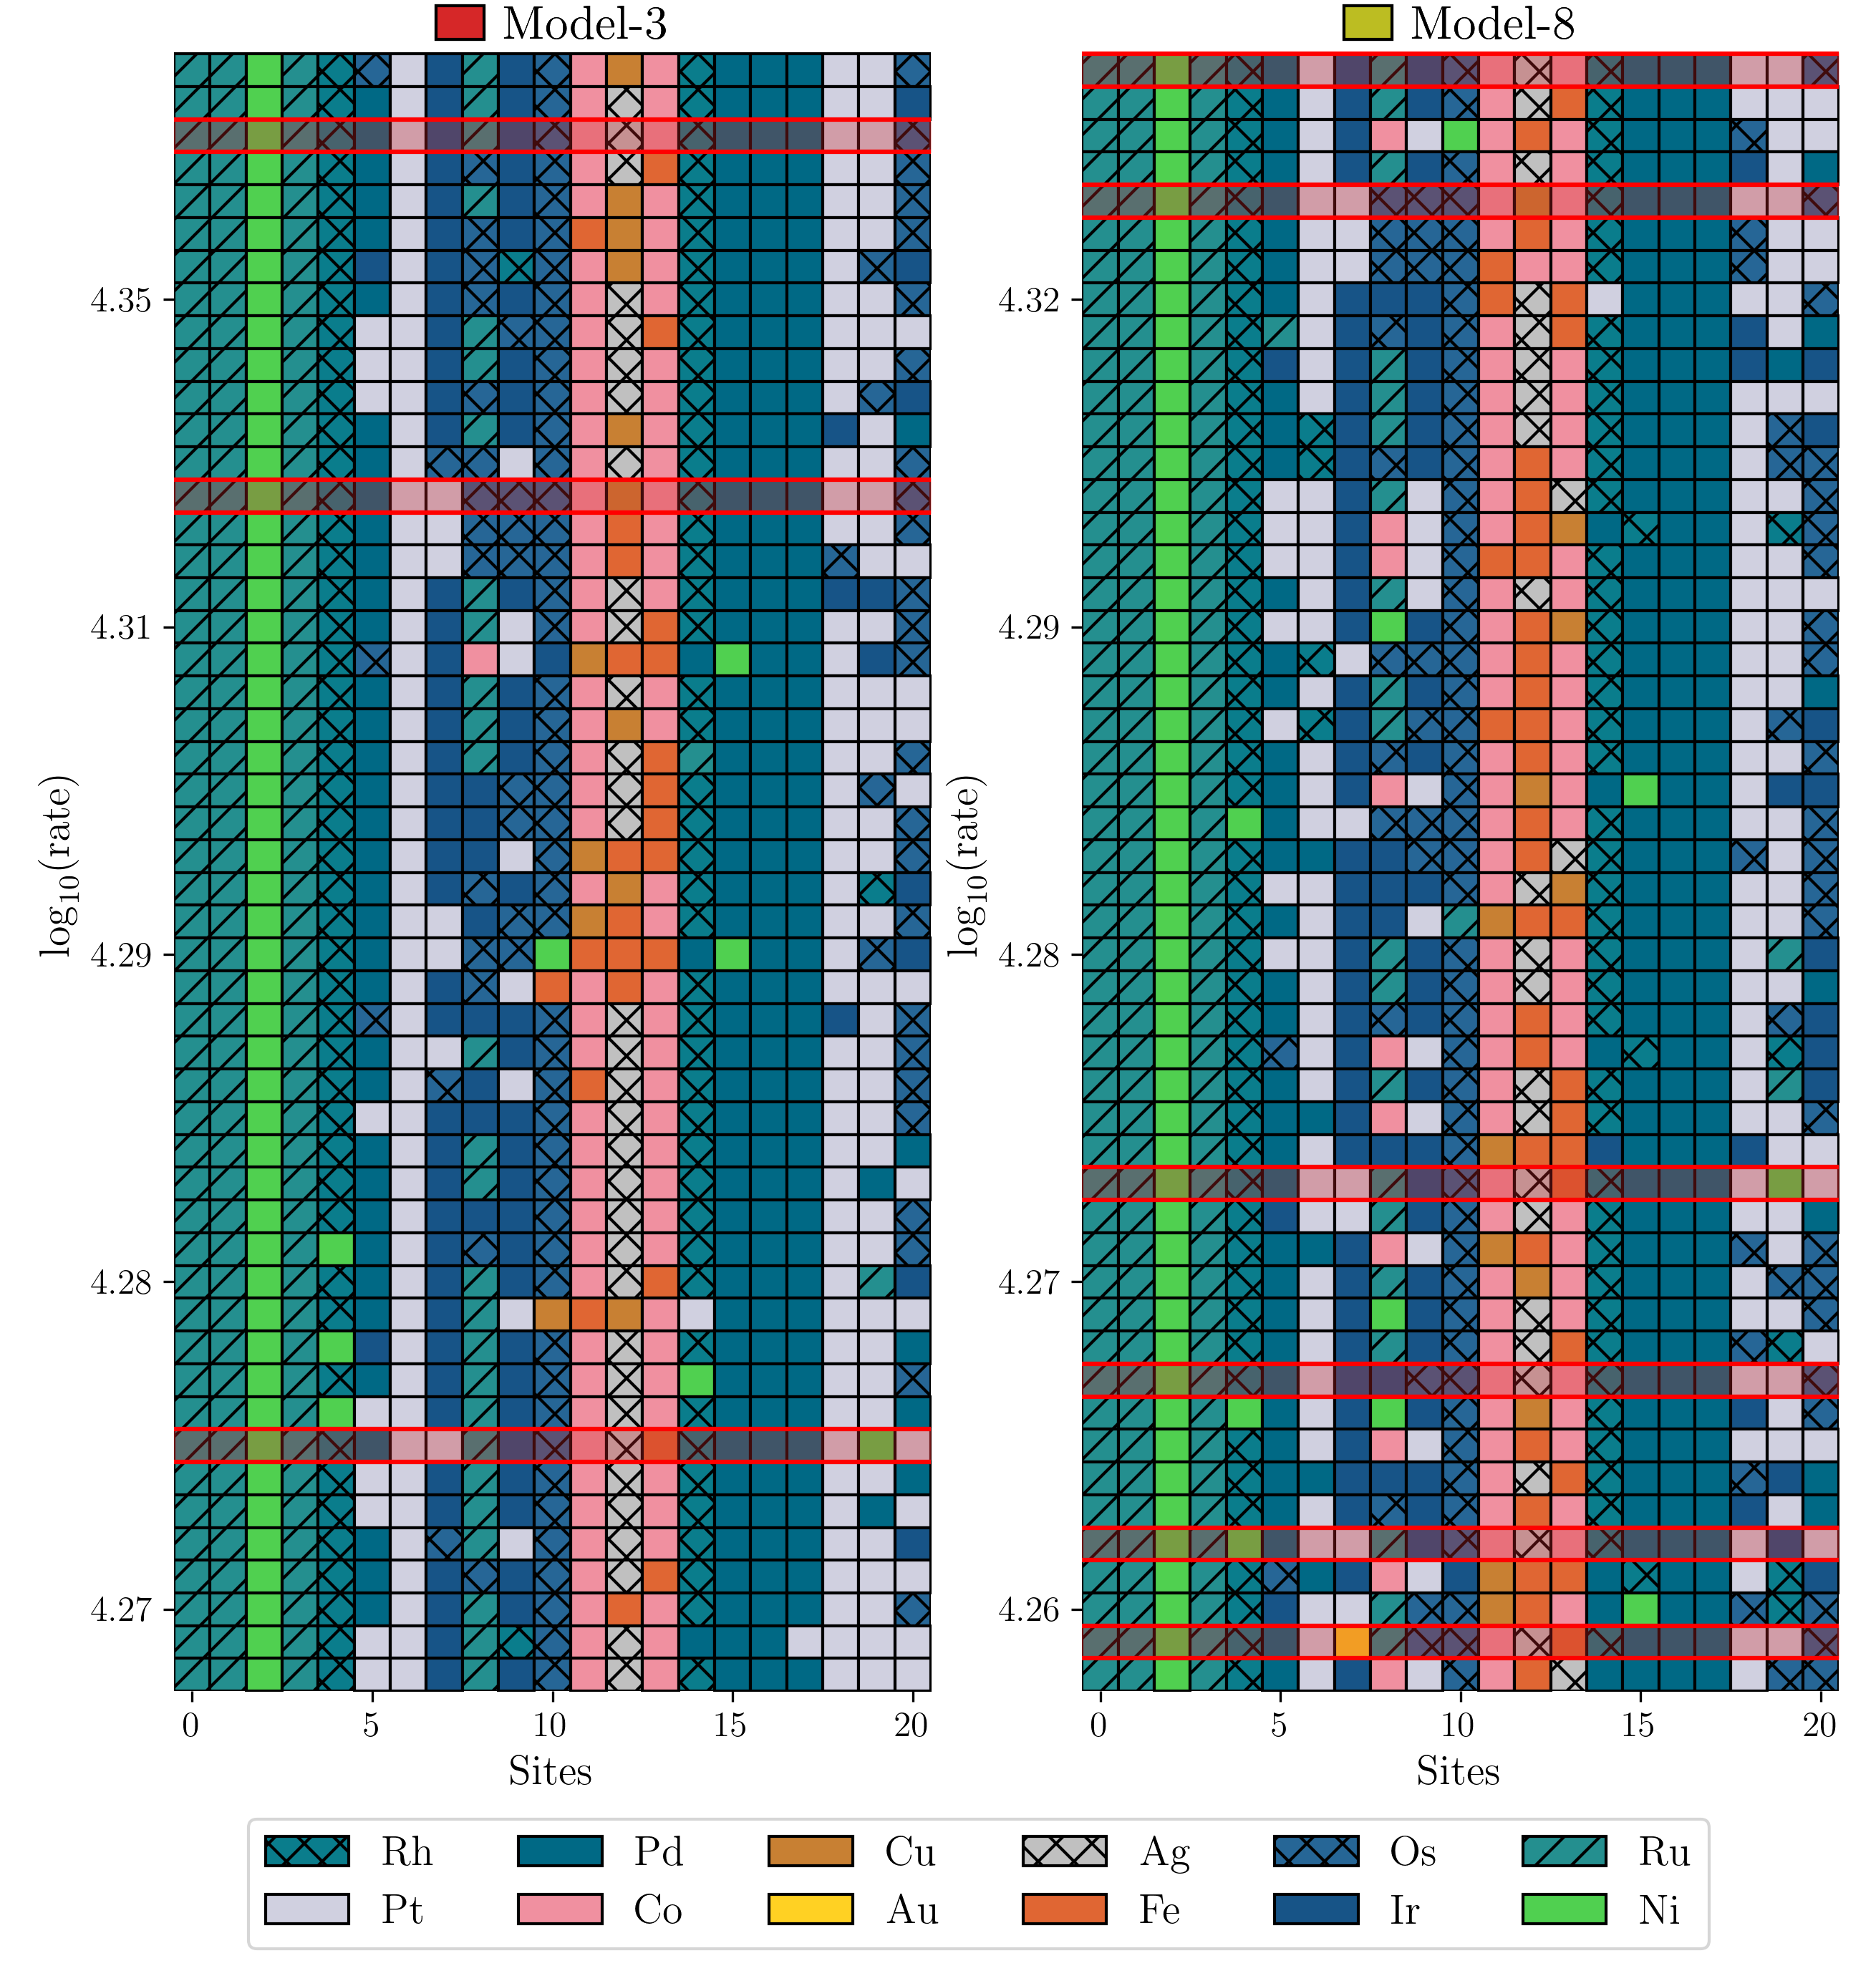 Model-3
Model-8
4.35
4.31
4.29
4.28
4.27
log10(rate)
0 5 10 15 20
Sites
4.32
4.29
4.28
4.27
4.26
log10(rate)
0 5 10 15 20
Sites
Rh Pd Cu Ag Os Ru
Pt Co Au Fe Ir Ni